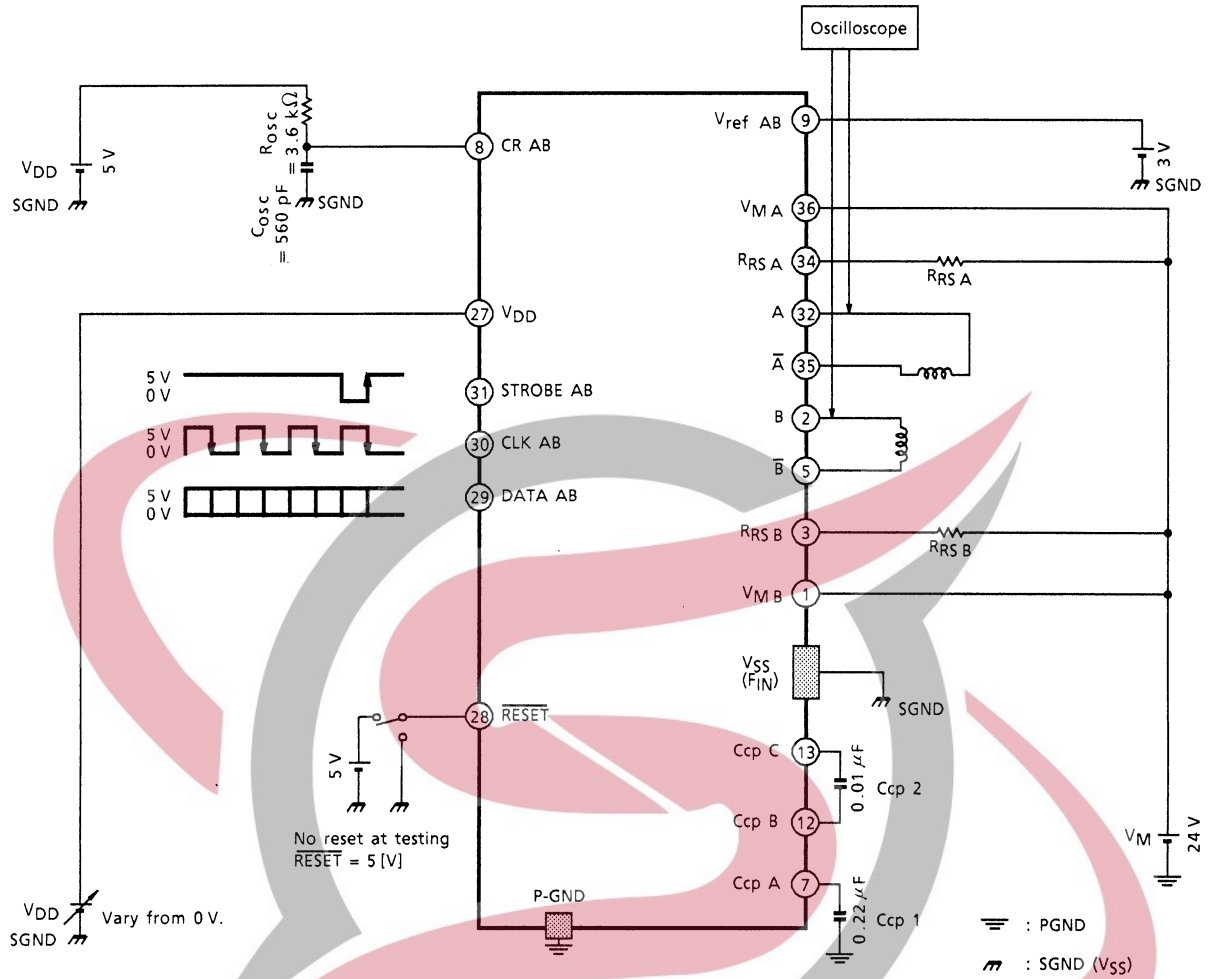 Oscilloscope
VDD
5 V
SGND
Rosc
= 3.6 kΩ
Cosc
= 560 pF
SGND
8 CR AB
27 VDD
5 V
0 V
31 STROBE AB
5 V
0 V
30 CLK AB
5 V
0 V
29 DATA AB
28 RESET
5 V
No reset at testing
RESET = 5 [V]
VDD
SGND
Vary from 0 V.
P-GND
Vref AB 9
3 V
SGND
VM A 36
RRS A 34
RRS A
A 32
A 35
B 2
B 5
RRS B 3
RRS B
VM B 1
VSS
(FIN)
SGND
Ccp C 13
0.01 μF
Ccp 2
Ccp B 12
Ccp A 7
0.22 μF
Ccp 1
VM
24 V
: PGND
: SGND (VSS)